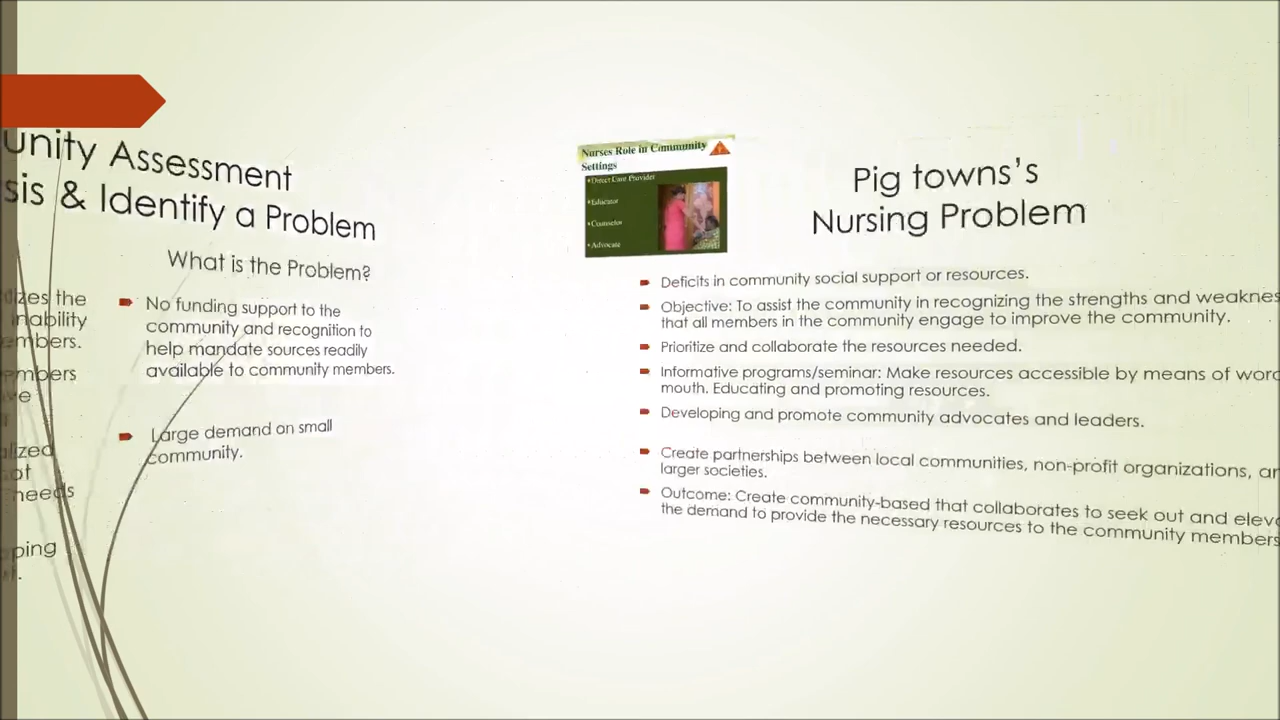 unity Assessment
sis & Identify a Problem
What is the Problem?
izes the
inability
embers.
embers
ve
alized
ot
needs
ping
No funding support to the
community and recognition to
help mandate sources readily
available to community members.
Large demand on small
community.
Nurses Role in Community
Settings
•Direct Care Provider
•Educator
•Counselor
•Advocate
Pig towns’s
Nursing Problem
Deficits in community social support or resources.
Objective: To assist the community in recognizing the strengths and weaknes
that all members in the community engage to improve the community.
Prioritize and collaborate the resources needed.
Informative programs/seminar: Make resources accessible by means of word
mouth. Educating and promoting resources.
Developing and promote community advocates and leaders.
Create partnerships between local communities, non-profit organizations, an
larger societies.
Outcome: Create community-based that collaborates to seek out and eleva
the demand to provide the necessary resources to the community members